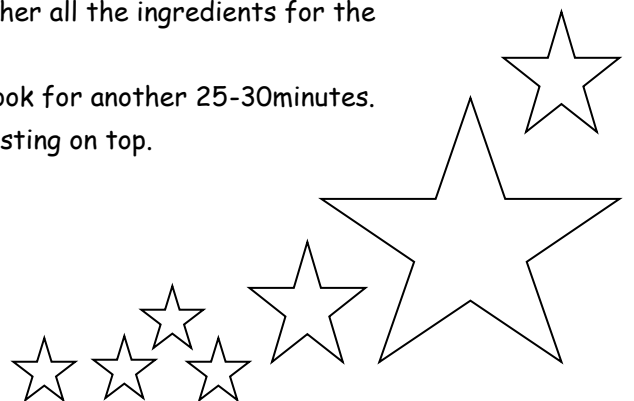 her all the ingredients for the
ook for another 25-30minutes.
sting on top.